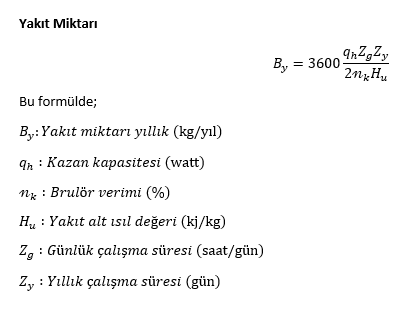 Yakıt Miktarı
B_y = 3600 \frac{q_h Z_g Z_y}{2n_k H_u}
Bu formülde;
B_y: Yakıt miktarı yıllık (kg/yıl)
q_h : Kazan kapasitesi (watt)
n_k : Brulör verimi (%)
H_u : Yakıt alt ısıl değeri (kj/kg)
Z_g : Günlük çalışma süresi (saat/gün)
Z_y : Yıllık çalışma süresi (gün)